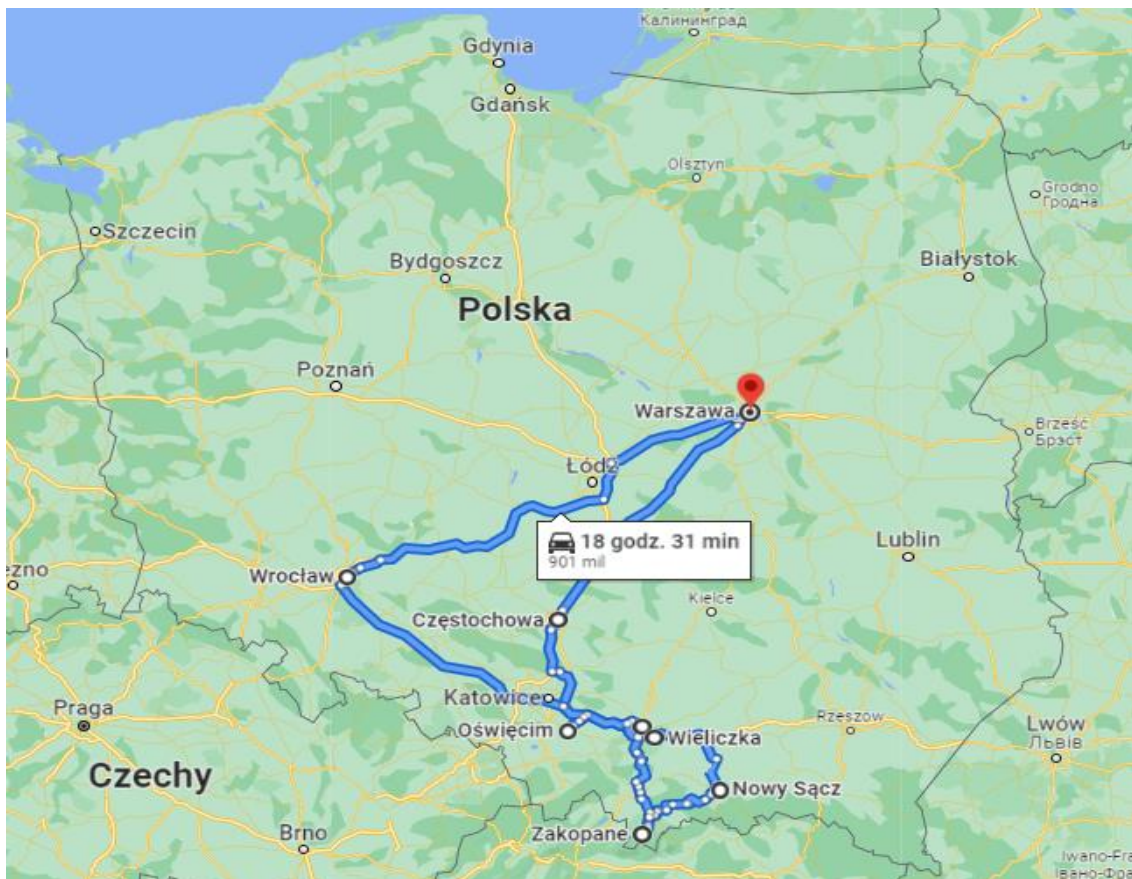 Калининград
Gdynia
Gdańsk
Olsztyn
Grodno
Гродна
Szczecin
Bydgoszcz
Białystok
Polska
Poznań
Warszawa
Brześć
Брэст
Łódź
18 godz. 31 min
901 mil
Lublin
Wrocław
Kielce
Częstochowa
Katowice
Praga
Oświęcim
Wieliczka
Rzeszów
Lwów
Львів
Czechy
Nowy Sącz
Zakopane
Brno
Iwano-Fra
Івано-Фра